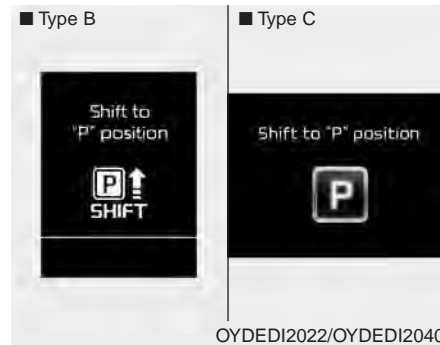 ■ Type B
Shift to
"P" position
P
SHIFT
■ Type C
Shift to "P" position
P
OYDEDI2022/OYDEDI2040